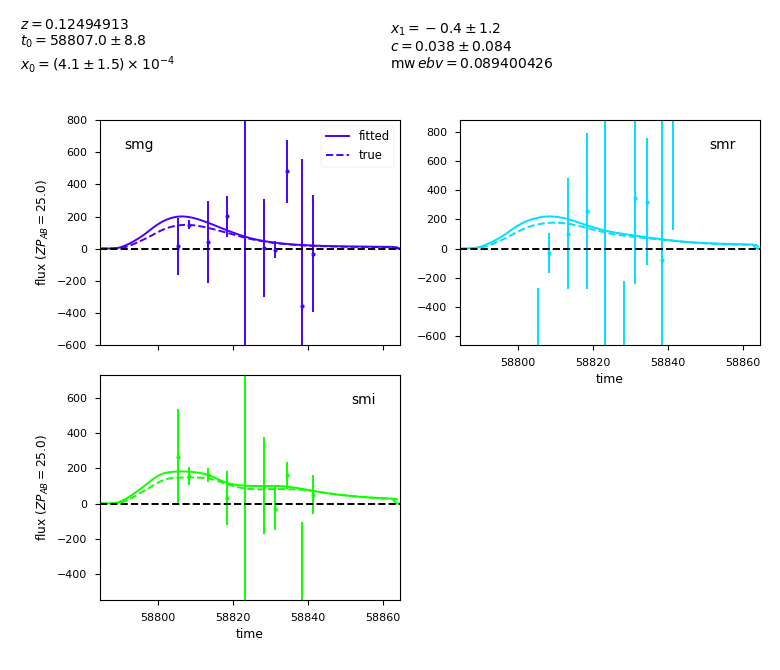 z = 0.12494913
t₀ = 58807.0 ± 8.8
x₀ = (4.1 ± 1.5) × 10⁻⁴
x₁ = −0.4 ± 1.2
c = 0.038 ± 0.084
mw ebv = 0.089400426
800
600
400
200
0
−200
−400
−600
flux (ZP_AB = 25.0)
smg
fitted
true
800
600
400
200
0
−200
−400
−600
smr
58800 58820 58840 58860
time
600
400
200
0
−200
−400
flux (ZP_AB = 25.0)
smi
58800 58820 58840 58860
time